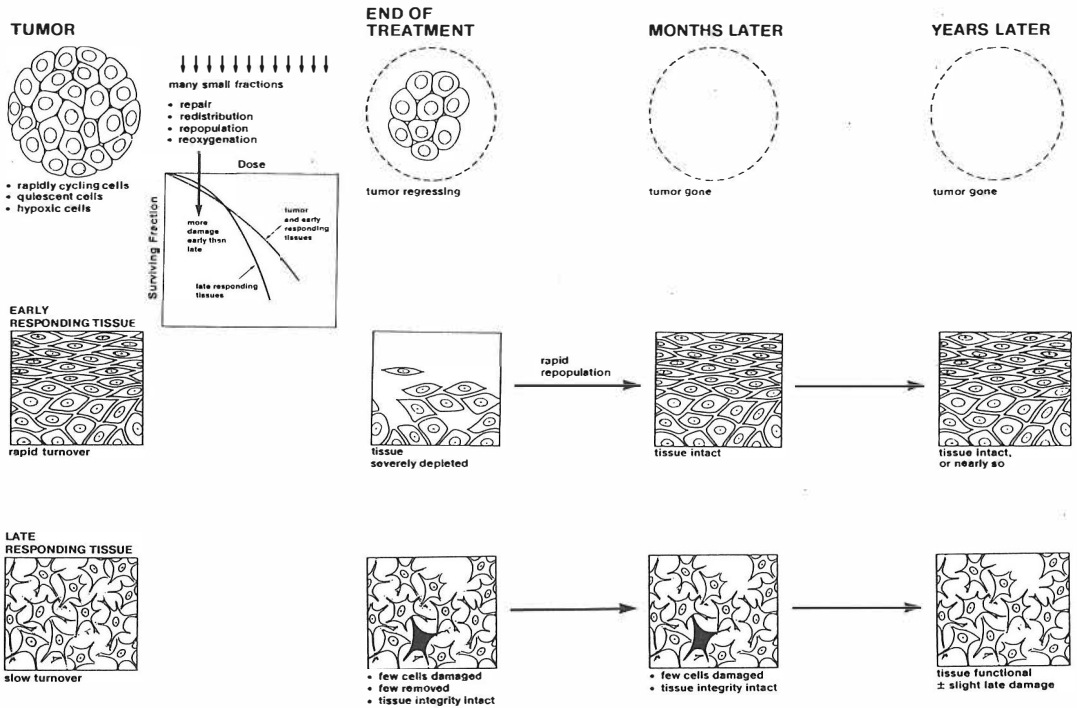 TUMOR
many small fractions
• repair
• redistribution
• repopulation
• reoxygenation
• rapidly cycling cells
• quiescent cells
• hypoxic cells
Dose
Surviving Fraction
more
damage
early than
late
tumor
and early
responding
tissues
late responding
tissues
END OF
TREATMENT
tumor regressing
MONTHS LATER
tumor gone
YEARS LATER
tumor gone
EARLY
RESPONDING TISSUE
rapid turnover
tissue
severely depleted
rapid
repopulation
tissue intact
tissue intact,
or nearly so
LATE
RESPONDING TISSUE
slow turnover
• few cells damaged
• few removed
• tissue integrity intact
• few cells damaged
• tissue integrity intact
tissue functional
± slight late damage